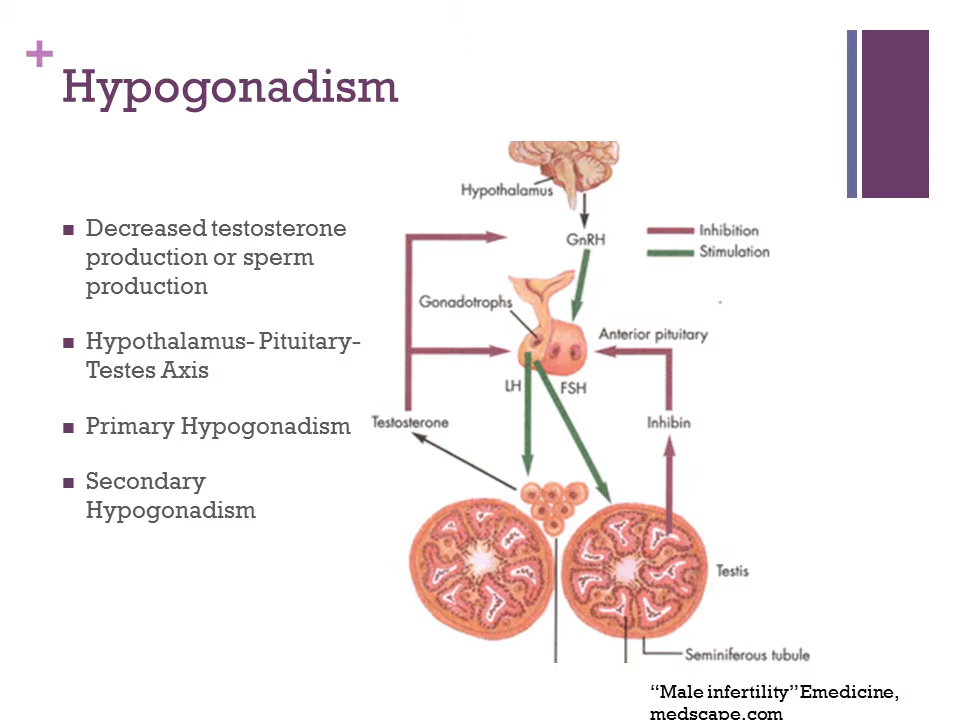 +
Hypogonadism
Decreased testosterone
production or sperm
production
Hypothalamus- Pituitary-
Testes Axis
Primary Hypogonadism
Secondary
Hypogonadism
Hypothalamus
GnRH
Inhibition
Stimulation
Gonadotrophs
Anterior pituitary
LH
FSH
Testosterone
Inhibin
Testis
Seminiferous tubule
“Male infertility” Emedicine,
medscape.com